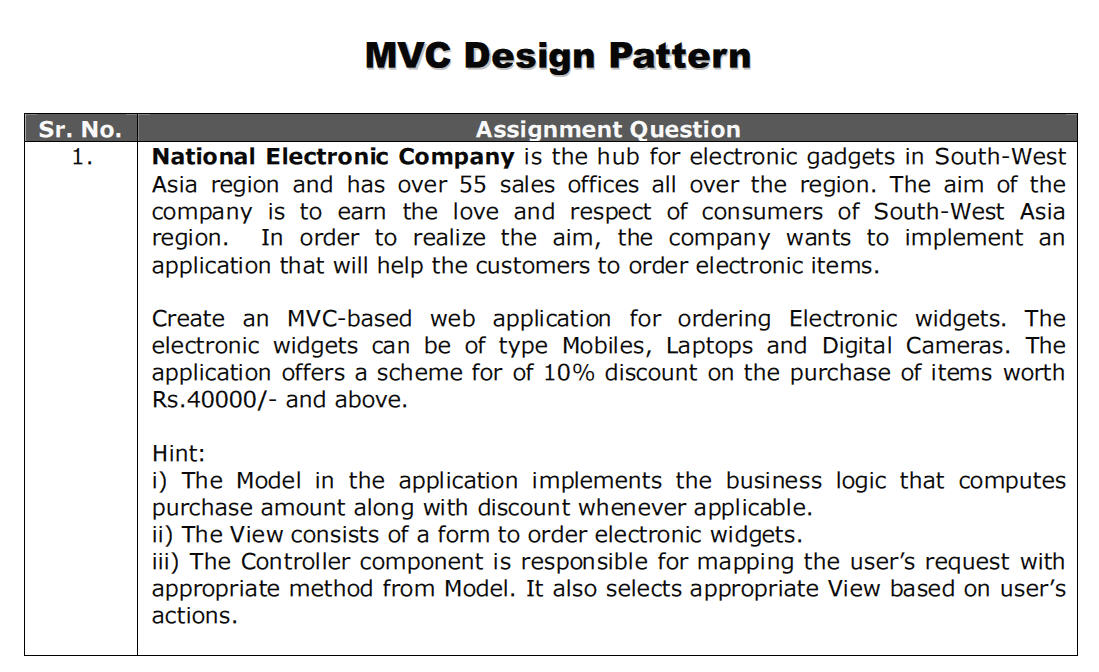 MVC Design Pattern
Sr. No. Assignment Question
1. National Electronic Company is the hub for electronic gadgets in South-West
Asia region and has over 55 sales offices all over the region. The aim of the
company is to earn the love and respect of consumers of South-West Asia
region. In order to realize the aim, the company wants to implement an
application that will help the customers to order electronic items.
Create an MVC-based web application for ordering Electronic widgets. The
electronic widgets can be of type Mobiles, Laptops and Digital Cameras. The
application offers a scheme for of 10% discount on the purchase of items worth
Rs.40000/- and above.
Hint:
i) The Model in the application implements the business logic that computes
purchase amount along with discount whenever applicable.
ii) The View consists of a form to order electronic widgets.
iii) The Controller component is responsible for mapping the user’s request with
appropriate method from Model. It also selects appropriate View based on user’s
actions.